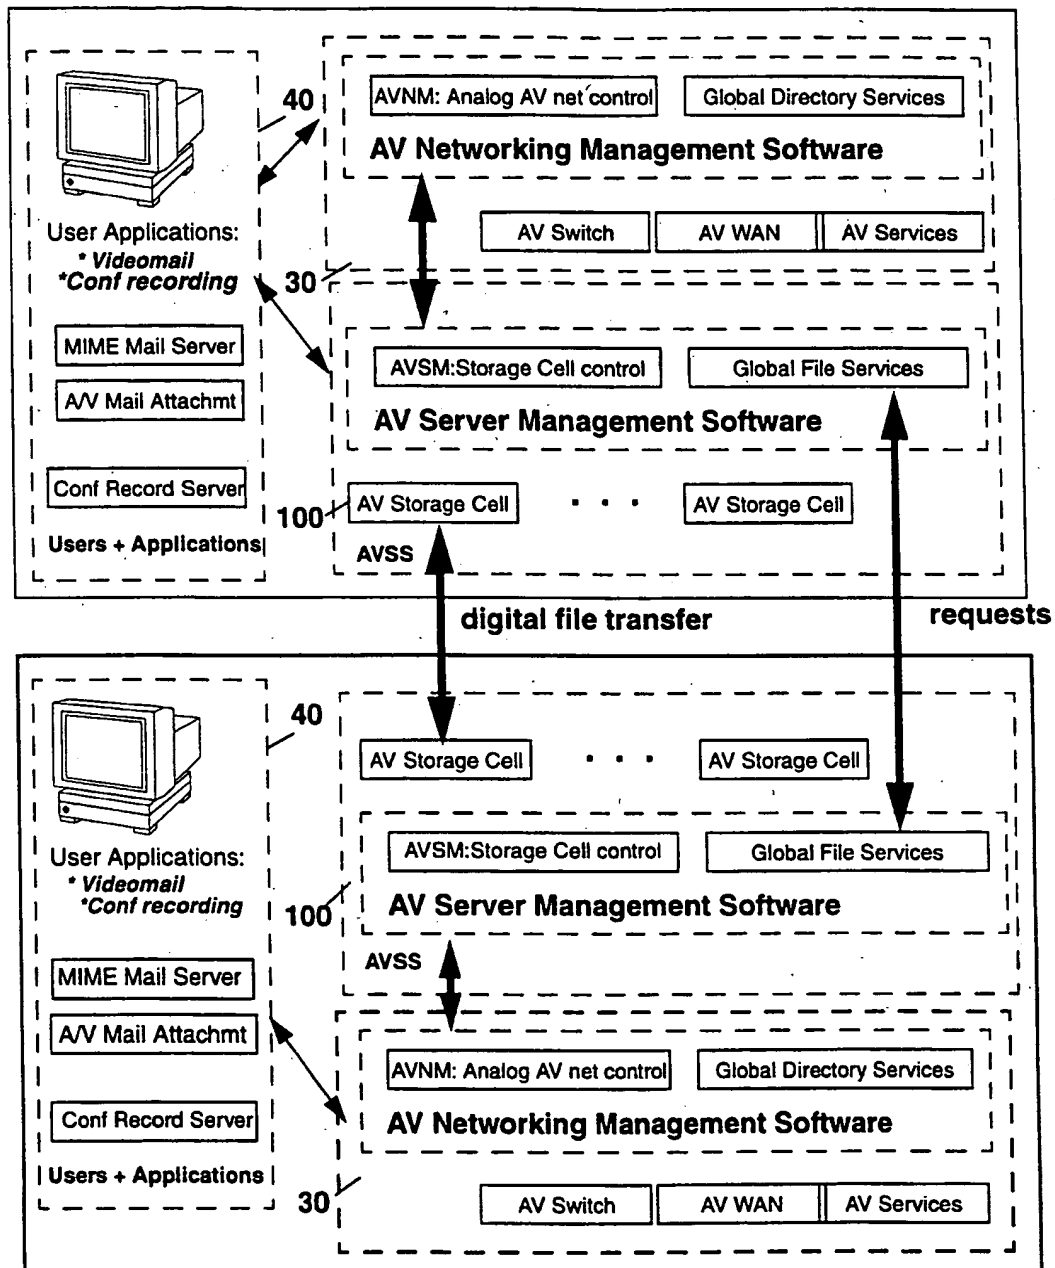 40
AVNM: Analog AV net control
Global Directory Services
AV Networking Management Software
User Applications:
* Videomail
*Conf recording
AV Switch
AV WAN
AV Services
30
MIME Mail Server
A/V Mail Attachmt
AVSM:Storage Cell control
Global File Services
AV Server Management Software
Conf Record Server
100
AV Storage Cell
. . .
AV Storage Cell
Users + Applications
AVSS
digital file transfer
requests
40
AV Storage Cell
. . .
AV Storage Cell
User Applications:
* Videomail
*Conf recording
AVSM:Storage Cell control
Global File Services
100
AV Server Management Software
AVSS
MIME Mail Server
A/V Mail Attachmt
AVNM: Analog AV net control
Global Directory Services
Conf Record Server
AV Networking Management Software
Users + Applications
30
AV Switch
AV WAN
AV Services